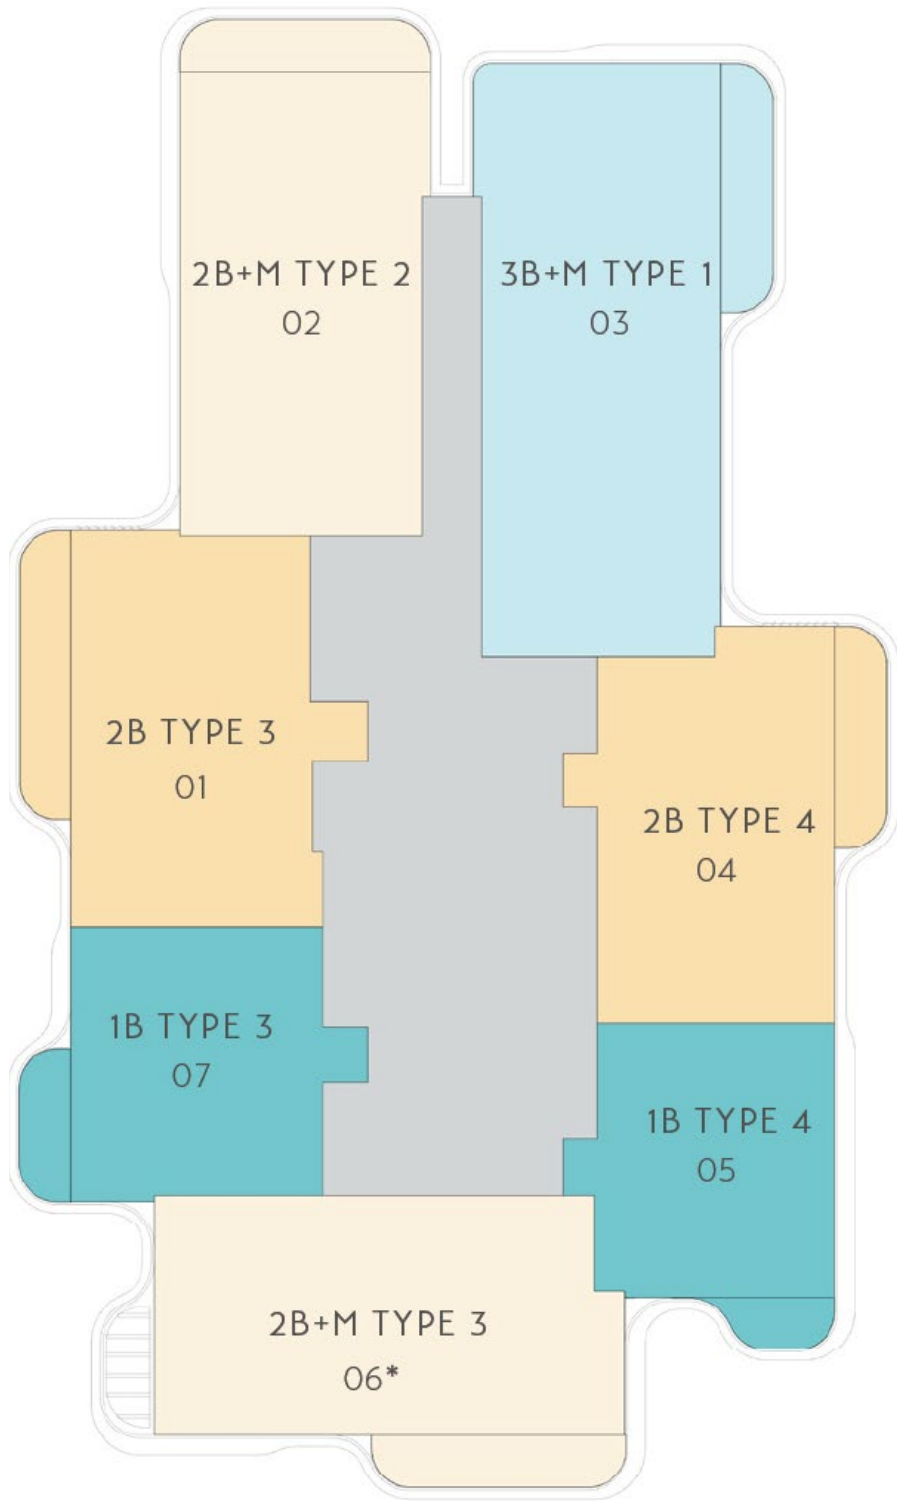 2B+M TYPE 2
02
3B+M TYPE 1
03
2B TYPE 3
01
2B TYPE 4
04
1B TYPE 3
07
1B TYPE 4
05
2B+M TYPE 3
06*